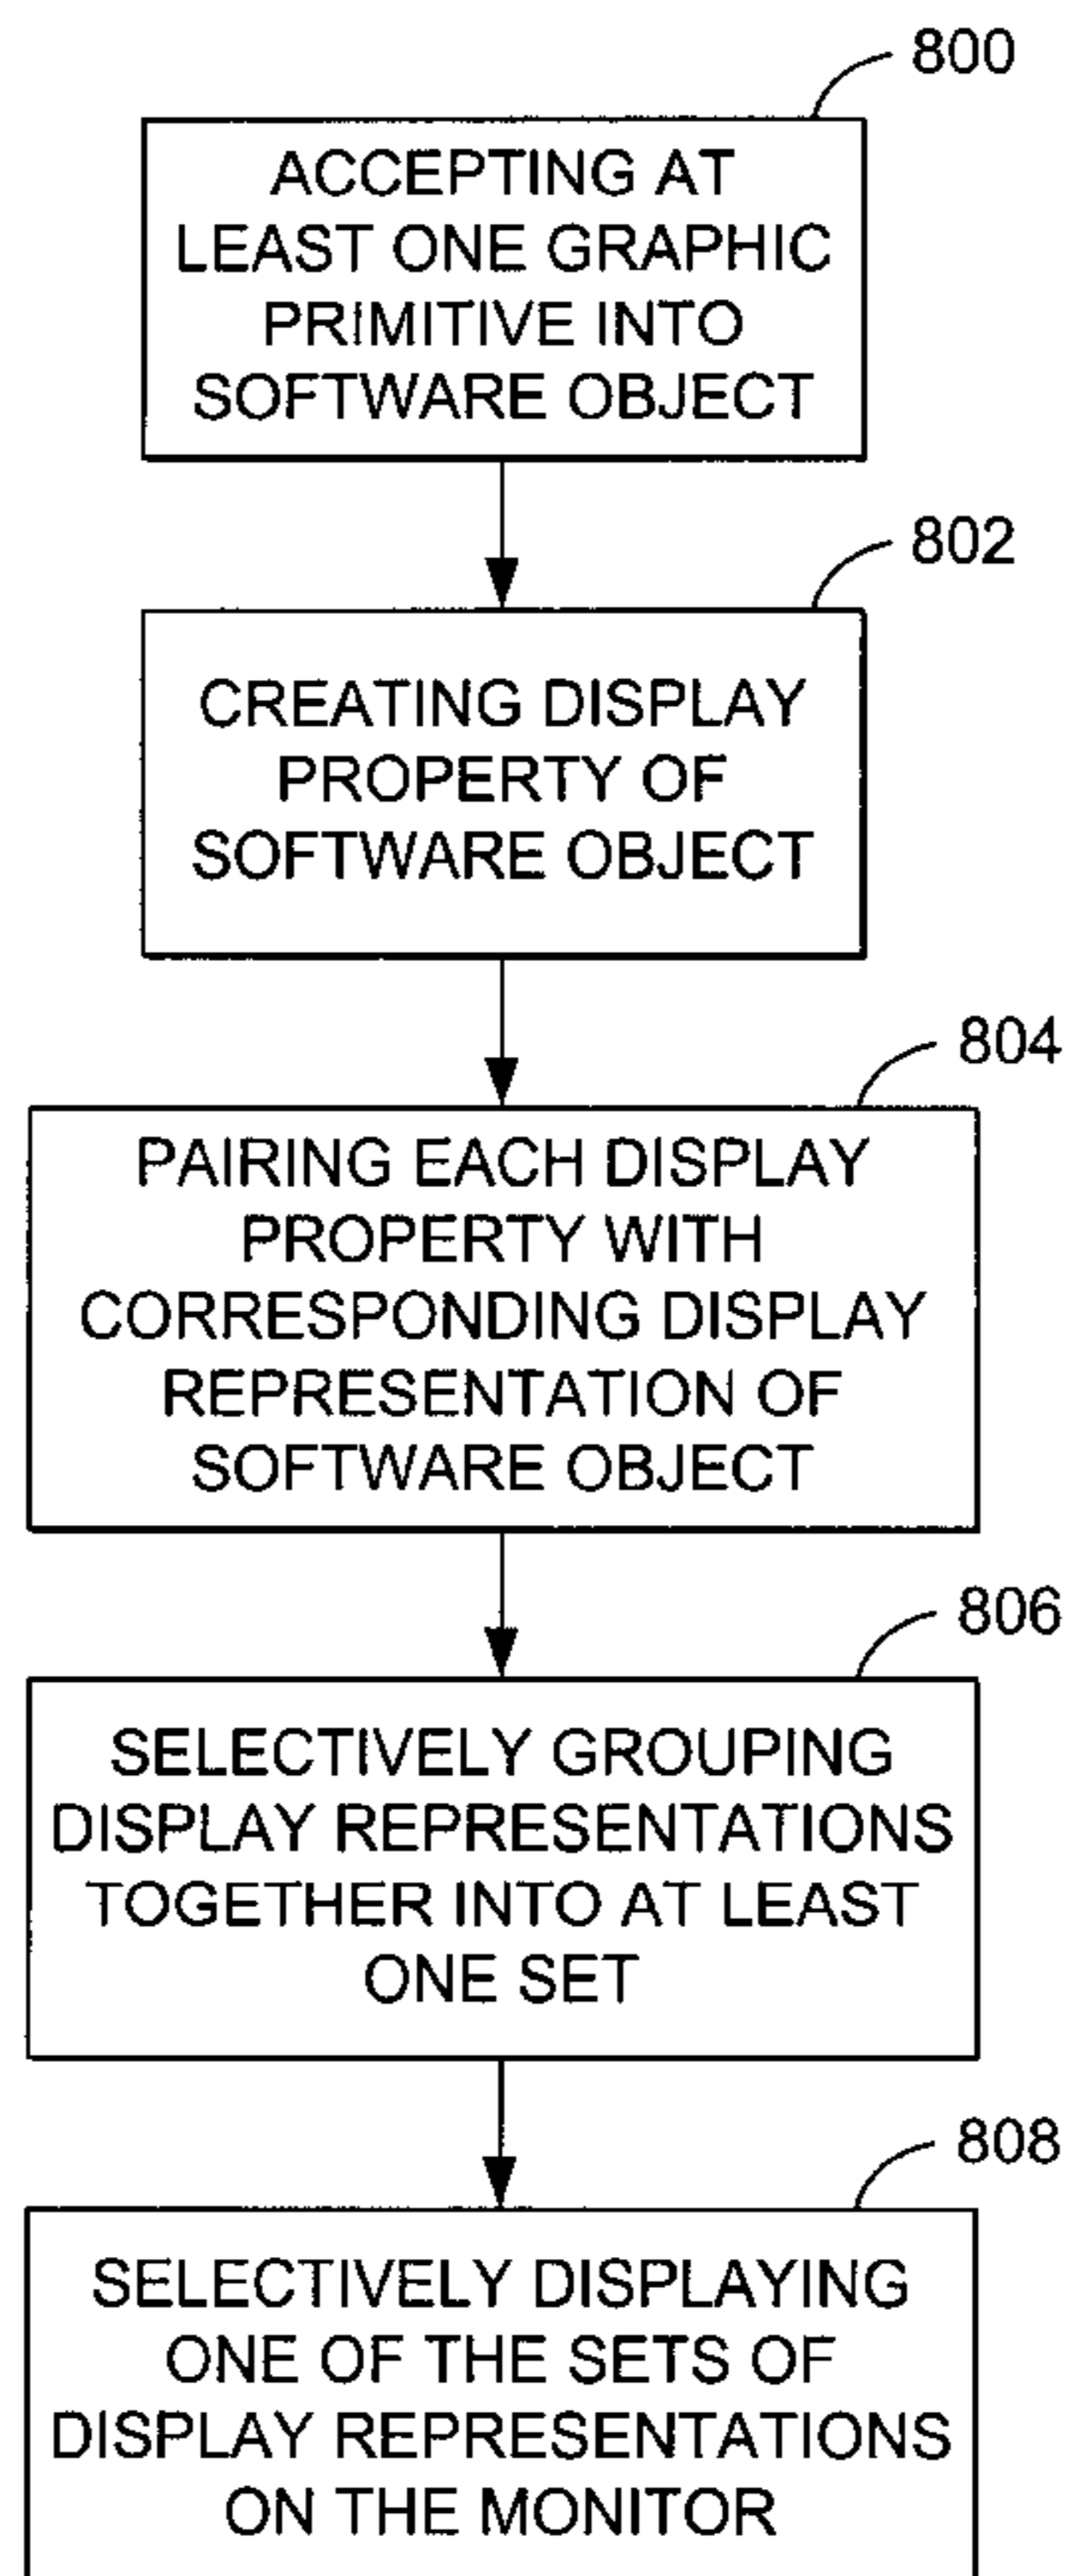 800
ACCEPTING AT
LEAST ONE GRAPHIC
PRIMITIVE INTO
SOFTWARE OBJECT
802
CREATING DISPLAY
PROPERTY OF
SOFTWARE OBJECT
804
PAIRING EACH DISPLAY
PROPERTY WITH
CORRESPONDING DISPLAY
REPRESENTATION OF
SOFTWARE OBJECT
806
SELECTIVELY GROUPING
DISPLAY REPRESENTATIONS
TOGETHER INTO AT LEAST
ONE SET
808
SELECTIVELY DISPLAYING
ONE OF THE SETS OF
DISPLAY REPRESENTATIONS
ON THE MONITOR